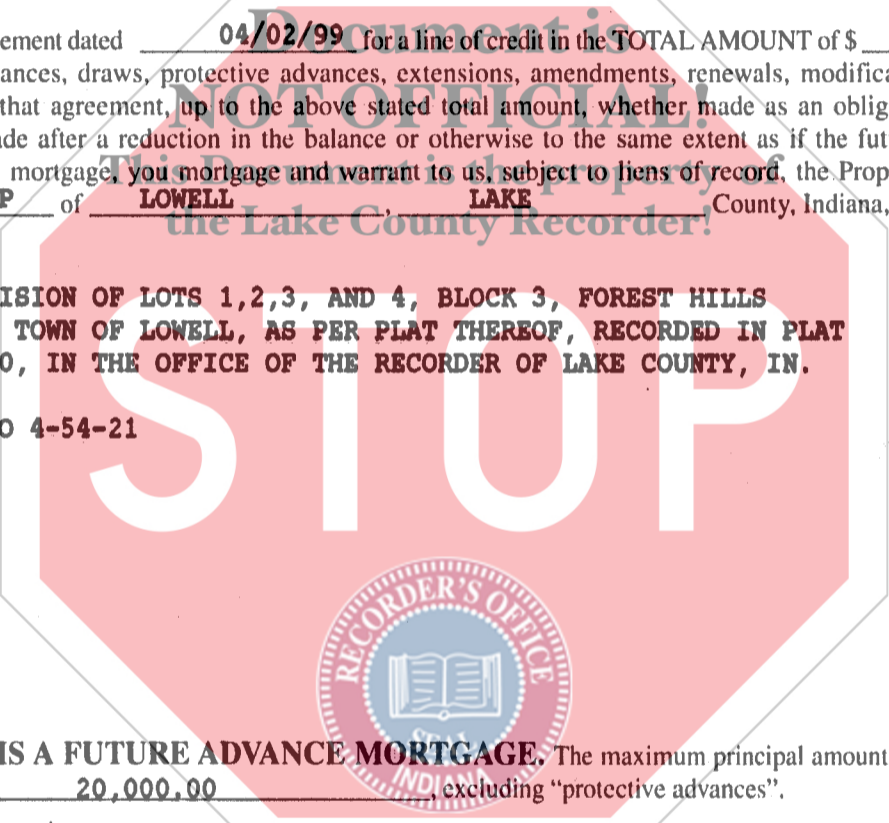 Document is
ement dated 04/02/99 for a line of credit in the TOTAL AMOUNT of $
ances, draws, protective advances, extensions, amendments, renewals, modifica
NOT OFFICIAL!
that agreement, up to the above stated total amount, whether made as an oblig
de after a reduction in the balance or otherwise to the same extent as if the fut
This Document is the property of
mortgage, you mortgage and warrant to us, subject to liens of record, the Prop
P of LOWELL, LAKE County, Indiana,
the Lake County Recorder!
ISION OF LOTS 1,2,3, AND 4, BLOCK 3, FOREST HILLS
TOWN OF LOWELL, AS PER PLAT THEREOF, RECORDED IN PLAT
0, IN THE OFFICE OF THE RECORDER OF LAKE COUNTY, IN.
O 4-54-21
STOP
RECORDER'S OFFICE
SEAL
INDIANA
IS A FUTURE ADVANCE MORTGAGE. The maximum principal amount
20,000.00, excluding "protective advances".